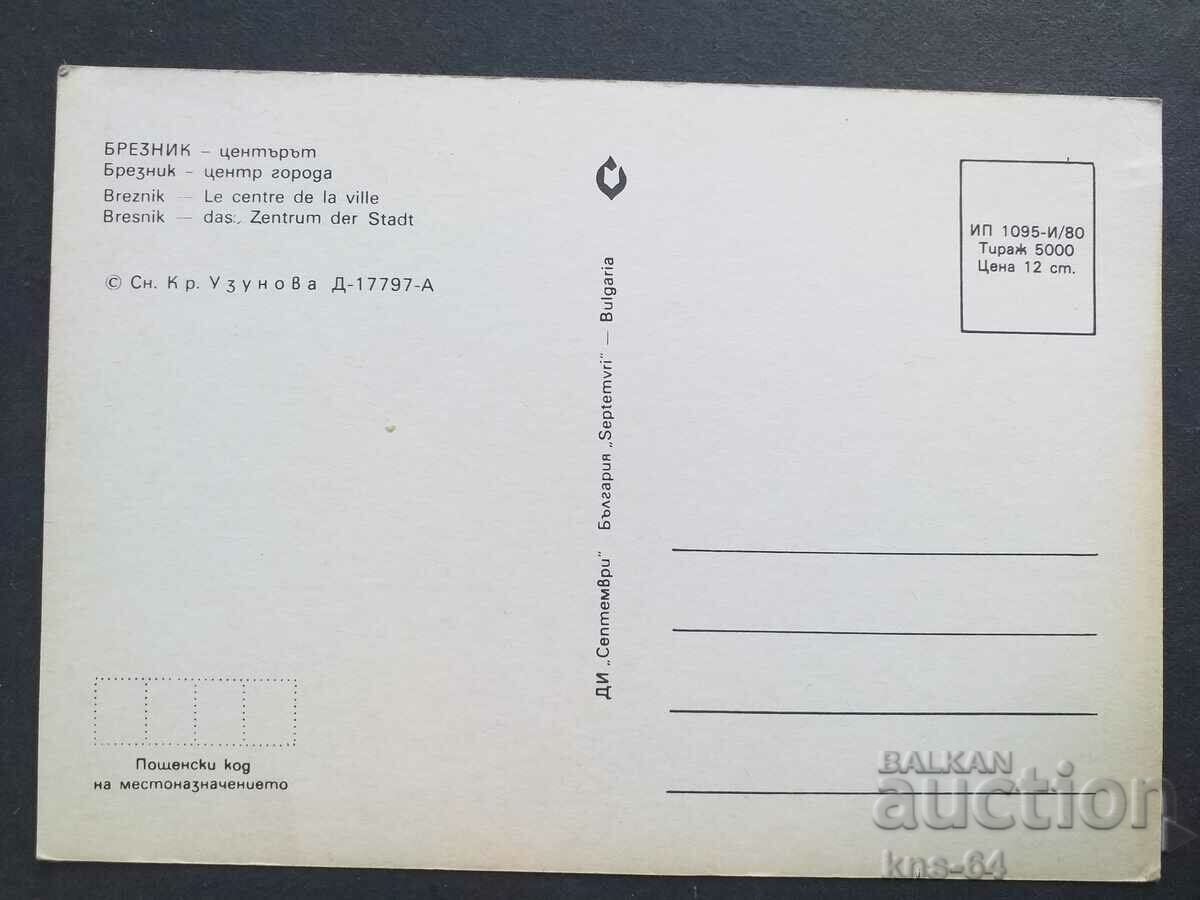 БРЕЗНИК – центърът
Брезник – центр города
Breznik — Le centre de la ville
Bresnik — das Zentrum der Stadt
© Сн. Кр. Узунова Д-17797-А
ДИ „Септември" България „Septemvri" — Bulgaria
ИП 1095-И/80
Тираж 5000
Цена 12 ст.
Пощенски код
на местоназначението
BALKAN
auction
kns-64